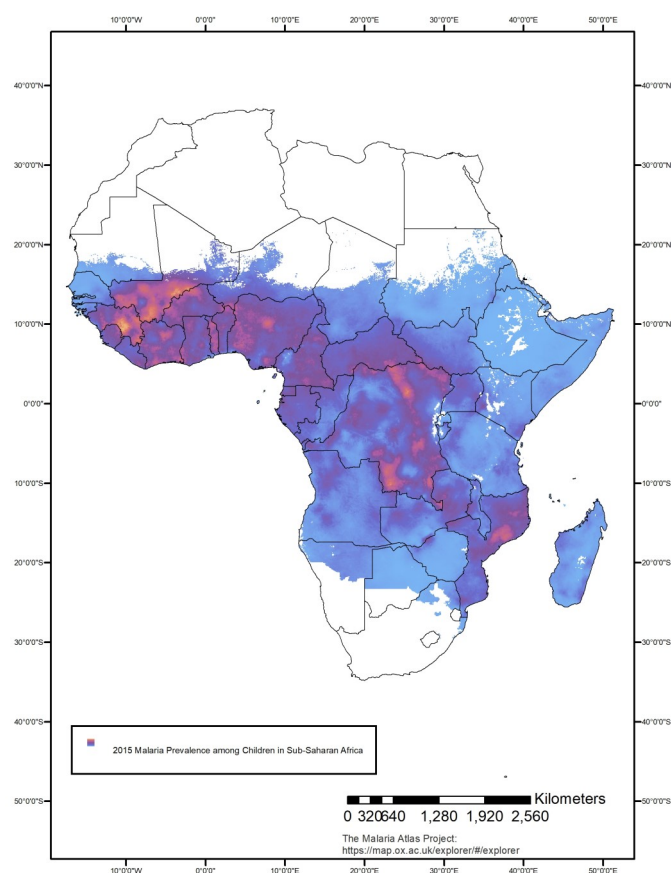 10°0'0"W 0°0'0" 10°0'0"E 20°0'0"E 30°0'0"E 40°0'0"E 50°0'0"E
40°0'0"N 40°0'0"N
30°0'0"N 30°0'0"N
20°0'0"N 20°0'0"N
10°0'0"N 10°0'0"N
0°0'0" 0°0'0"
10°0'0"S 10°0'0"S
20°0'0"S 20°0'0"S
30°0'0"S 30°0'0"S
40°0'0"S 40°0'0"S
2015 Malaria Prevalence among Children in Sub-Saharan Africa
50°0'0"S 50°0'0"S
Kilometers
0 320640 1,280 1,920 2,560
The Malaria Atlas Project:
https://map.ox.ac.uk/explorer/#/explorer
10°0'0"W 0°0'0" 10°0'0"E 20°0'0"E 30°0'0"E 40°0'0"E 50°0'0"E